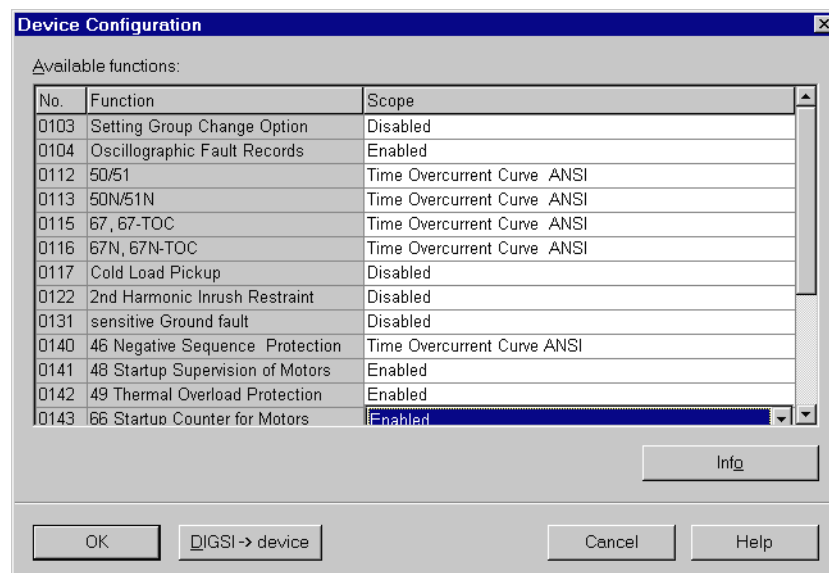 Device Configuration
Available functions:
No. Function Scope
0103 Setting Group Change Option Disabled
0104 Oscillographic Fault Records Enabled
0112 50/51 Time Overcurrent Curve ANSI
0113 50N/51N Time Overcurrent Curve ANSI
0115 67, 67-TOC Time Overcurrent Curve ANSI
0116 67N, 67N-TOC Time Overcurrent Curve ANSI
0117 Cold Load Pickup Disabled
0122 2nd Harmonic Inrush Restraint Disabled
0131 sensitive Ground fault Disabled
0140 46 Negative Sequence Protection Time Overcurrent Curve ANSI
0141 48 Startup Supervision of Motors Enabled
0142 49 Thermal Overload Protection Enabled
0143 66 Startup Counter for Motors Enabled
Info
OK DIGSI -> device Cancel Help